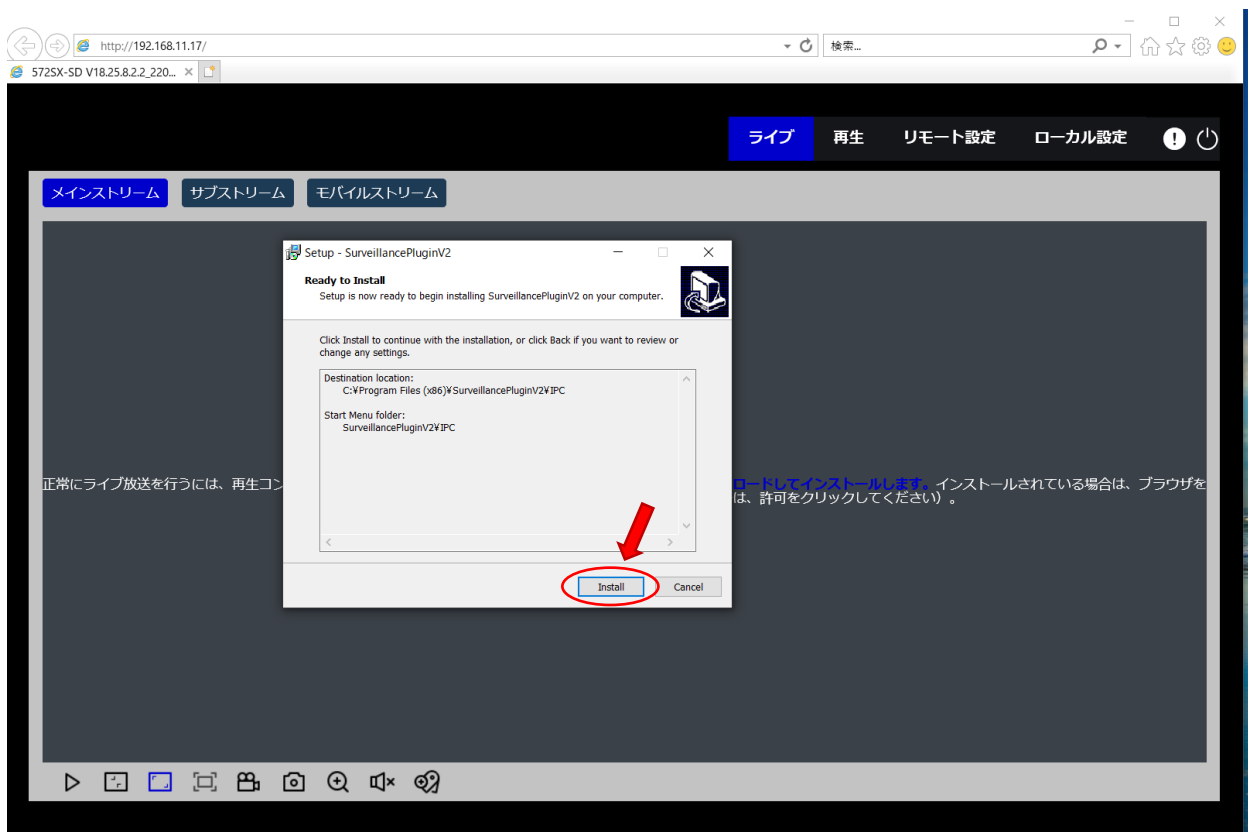 http://192.168.11.17/
検索...
572SX-SD V18.25.8.2.2_220...
ライブ 再生 リモート設定 ローカル設定
メインストリーム サブストリーム モバイルストリーム
Setup - SurveillancePluginV2
Ready to Install
Setup is now ready to begin installing SurveillancePluginV2 on your computer.
Click Install to continue with the installation, or click Back if you want to review or
change any settings.
Destination location:
C:¥Program Files (x86)¥SurveillancePluginV2¥IPC
Start Menu folder:
SurveillancePluginV2¥IPC
正常にライブ放送を行うには、再生コン
ロードしてインストールします。インストールされている場合は、ブラウザを
は、許可をクリックしてください）。
Install Cancel